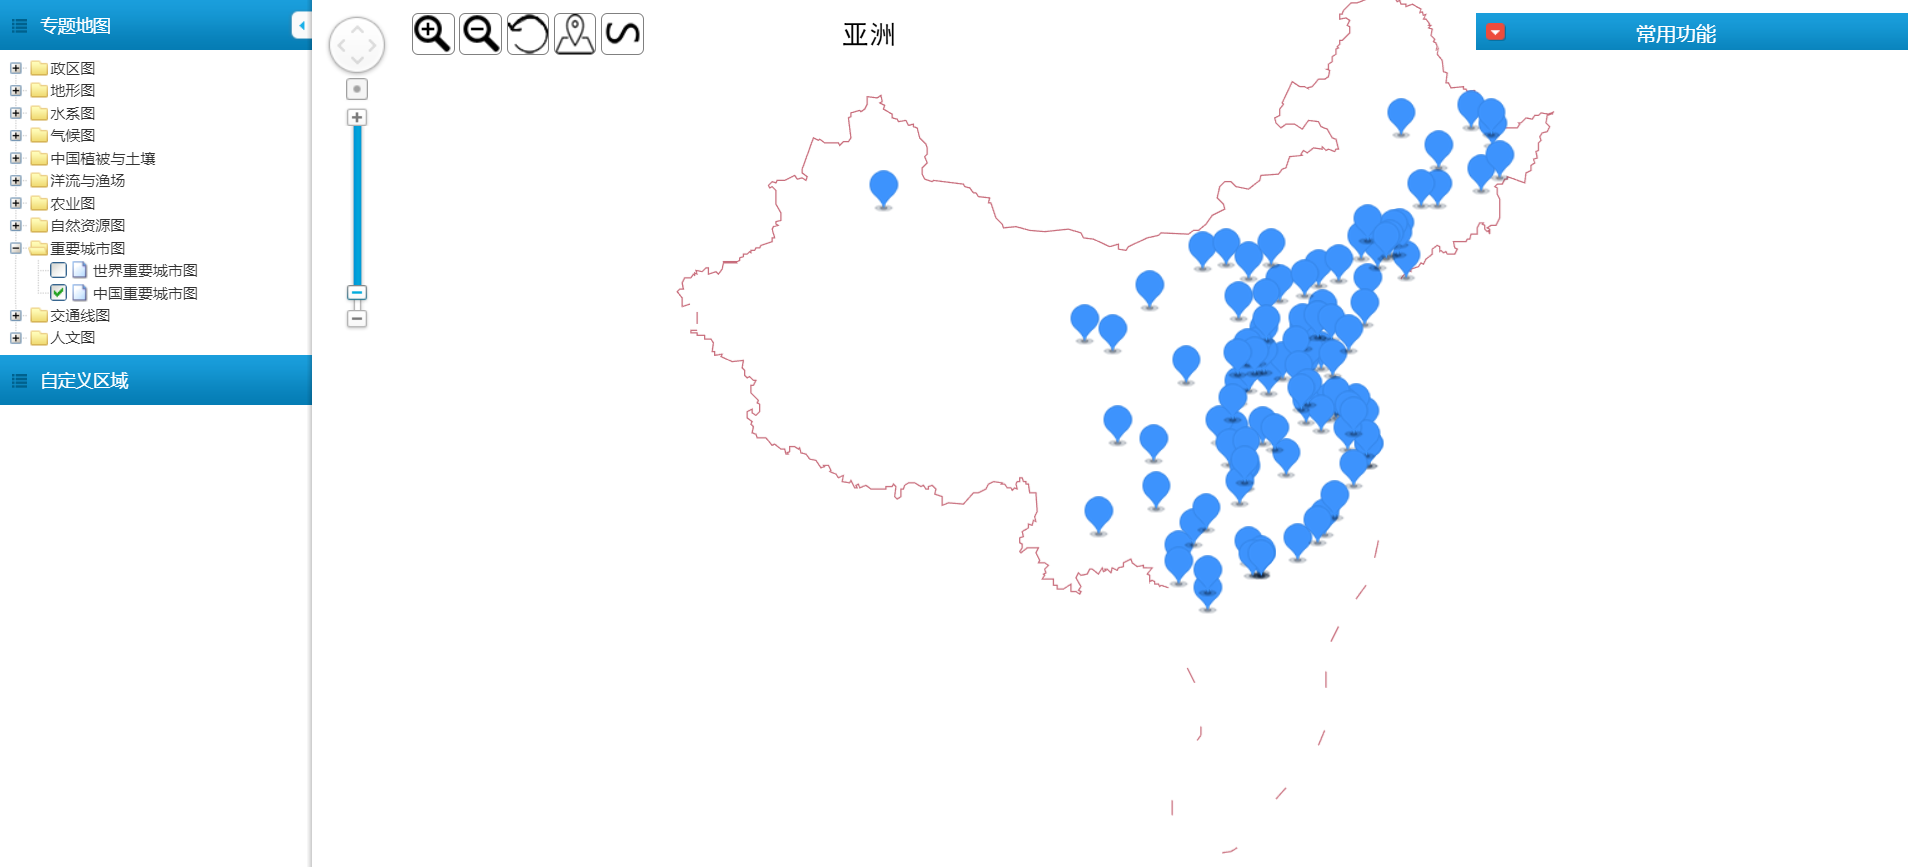 专题地图
政区图
地形图
水系图
气候图
中国植被与土壤
洋流与渔场
农业图
自然资源图
重要城市图
世界重要城市图
中国重要城市图
交通线图
人文图
自定义区域
亚洲
常用功能